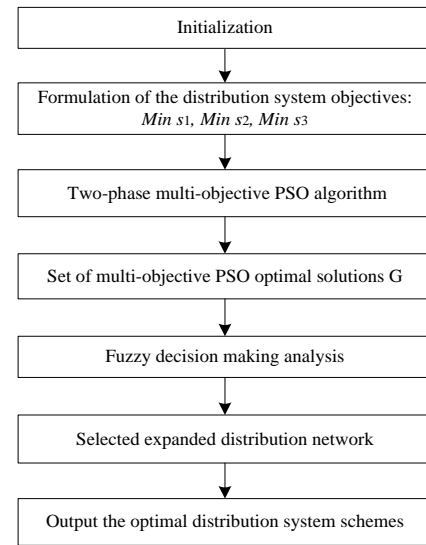 Initialization
Formulation of the distribution system objectives:
Min s1, Min s2, Min s3
Two-phase multi-objective PSO algorithm
Set of multi-objective PSO optimal solutions G
Fuzzy decision making analysis
Selected expanded distribution network
Output the optimal distribution system schemes